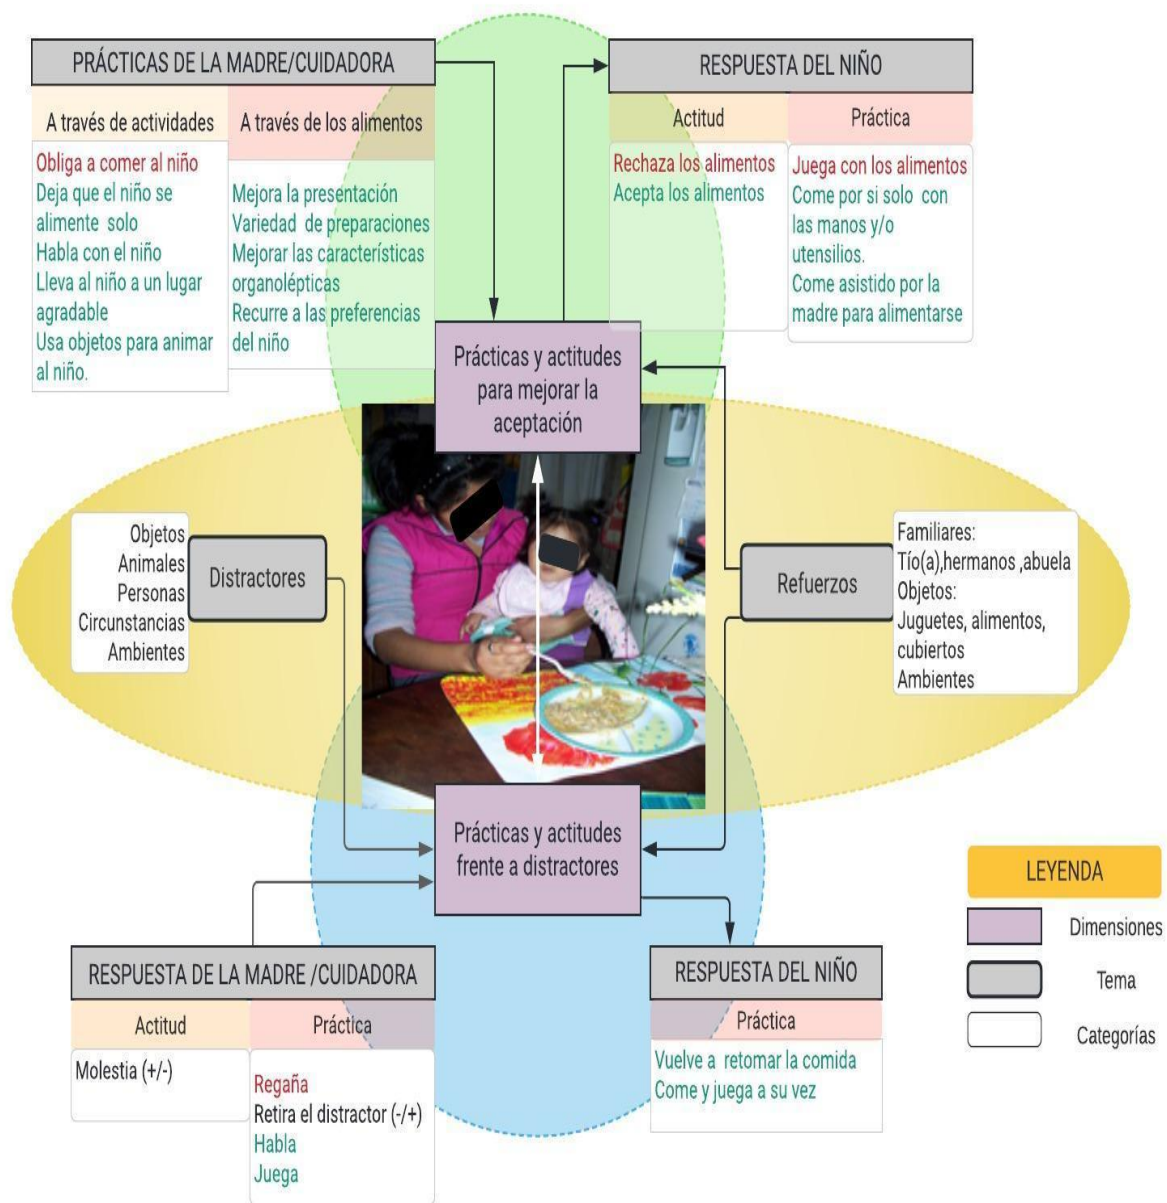 PRÁCTICAS DE LA MADRE/CUIDADORA
A través de actividades
Obliga a comer al niño
Deja que el niño se
alimente solo
Habla con el niño
Lleva al niño a un lugar
agradable
Usa objetos para animar
al niño.
A través de los alimentos
Mejora la presentación
Variedad de preparaciones
Mejorar las características
organolépticas
Recurre a las preferencias
del niño
RESPUESTA DEL NIÑO
Actitud
Rechaza los alimentos
Acepta los alimentos
Práctica
Juega con los alimentos
Come por si solo con
las manos y/o
utensilios.
Come asistido por la
madre para alimentarse
Prácticas y actitudes
para mejorar la
aceptación
Objetos
Animales
Personas
Circunstancias
Ambientes
Distractores
Refuerzos
Familiares:
Tío(a),hermanos ,abuela
Objetos:
Juguetes, alimentos,
cubiertos
Ambientes
Prácticas y actitudes
frente a distractores
RESPUESTA DE LA MADRE /CUIDADORA
Actitud
Molestia (+/-)
Práctica
Regaña
Retira el distractor (-/+)
Habla
Juega
RESPUESTA DEL NIÑO
Práctica
Vuelve a retomar la comida
Come y juega a su vez
LEYENDA
Dimensiones
Tema
Categorías